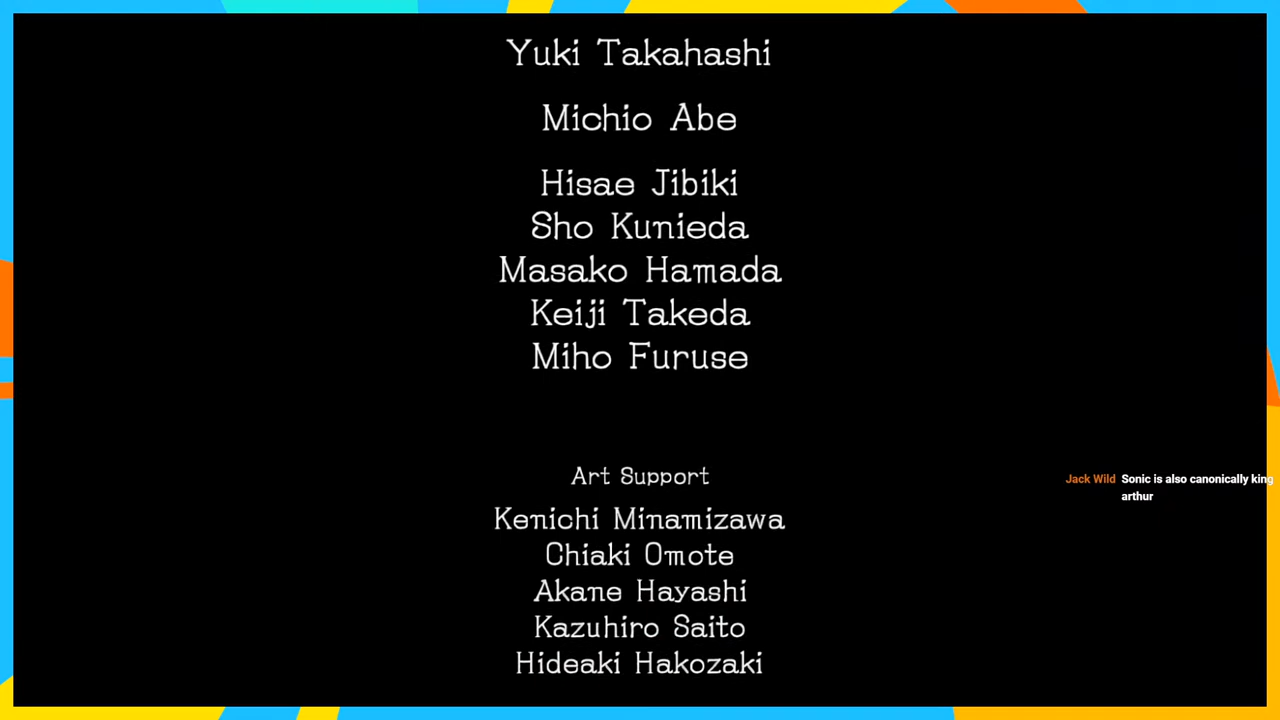 Yuki Takahashi
Michio Abe
Hisae Jibiki
Sho Kunieda
Masako Hamada
Keiji Takeda
Miho Furuse
Art Support
Kenichi Minamizawa
Chiaki Omote
Akane Hayashi
Kazuhiro Saito
Hideaki Hakozaki
Jack Wild Sonic is also canonically king
arthur